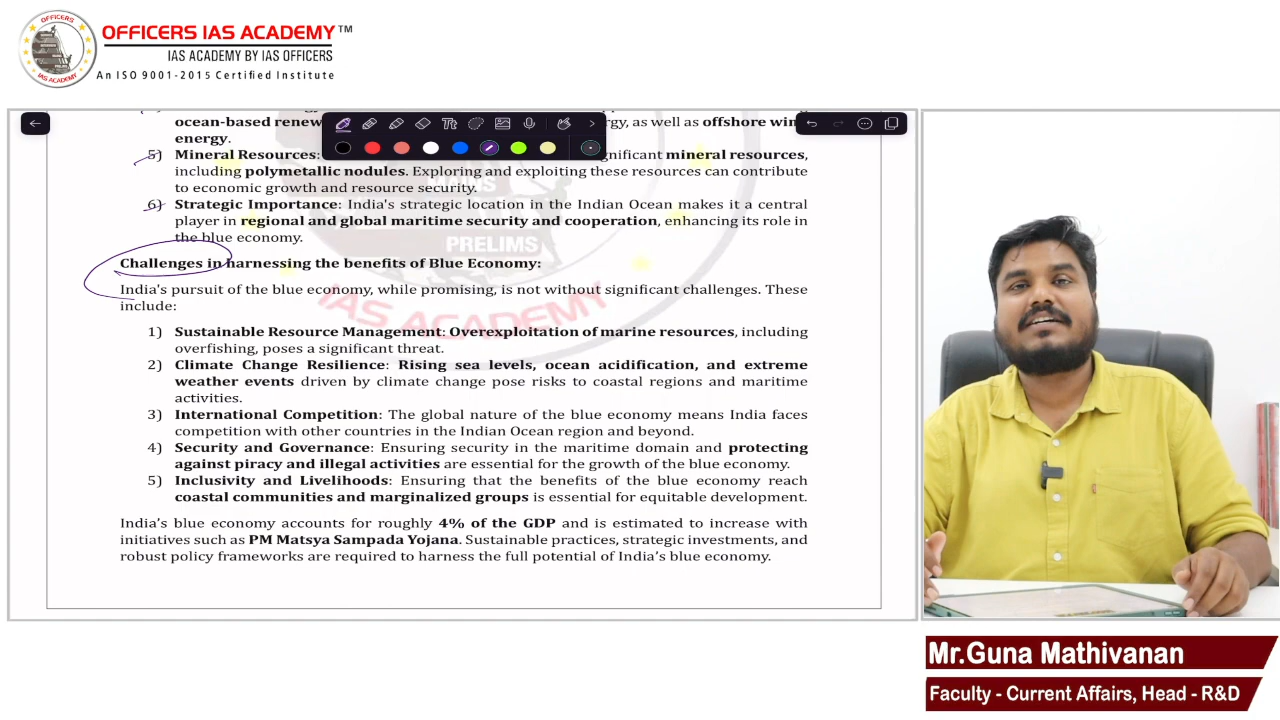 OFFICERS
IAS ACADEMY
OFFICERS IAS ACADEMY™
IAS ACADEMY BY IAS OFFICERS
An ISO 9001-2015 Certified Institute
ocean-based as well as offshore
energy.
5) Mineral Resources: mineral resources,
including polymetallic nodules. Exploring and exploiting these resources can contribute
to economic growth and resource security.
6) Strategic Importance: India's strategic location in the Indian Ocean makes it a central
player in regional and global maritime security and cooperation, enhancing its role in
the blue economy.
MAINS
PRELIMS
IAS ACADEMY
Challenges in harnessing the benefits of Blue Economy:
India's pursuit of the blue economy, while promising, is not without significant challenges. These
include:
1) Sustainable Resource Management: Overexploitation of marine resources, including
overfishing, poses a significant threat.
2) Climate Change Resilience: Rising sea levels, ocean acidification, and extreme
weather events driven by climate change pose risks to coastal regions and maritime
activities.
3) International Competition: The global nature of the blue economy means India faces
competition with other countries in the Indian Ocean region and beyond.
4) Security and Governance: Ensuring security in the maritime domain and protecting
against piracy and illegal activities are essential for the growth of the blue economy.
5) Inclusivity and Livelihoods: Ensuring that the benefits of the blue economy reach
coastal communities and marginalized groups is essential for equitable development.
India's blue economy accounts for roughly 4% of the GDP and is estimated to increase with
initiatives such as PM Matsya Sampada Yojana. Sustainable practices, strategic investments, and
robust policy frameworks are required to harness the full potential of India's blue economy.
Mr.Guna Mathivanan
Faculty - Current Affairs, Head - R&D